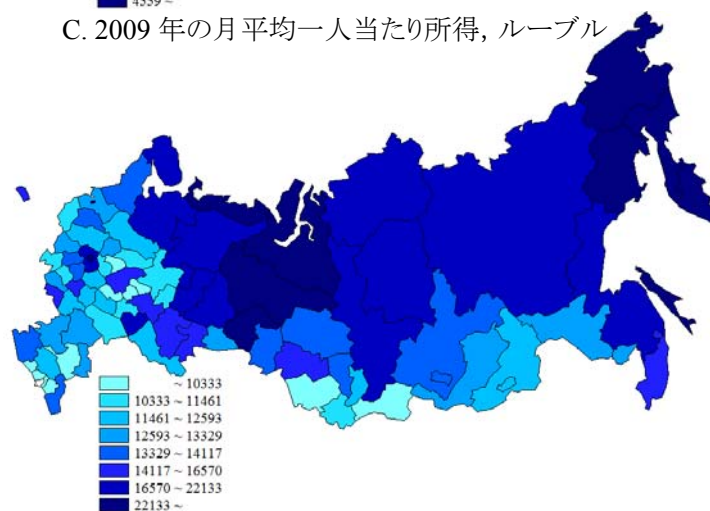 4559 ~
C. 2009 年の月平均一人当たり所得, ルーブル
~ 10333
10333 ~ 11461
11461 ~ 12593
12593 ~ 13329
13329 ~ 14117
14117 ~ 16570
16570 ~ 22133
22133 ~